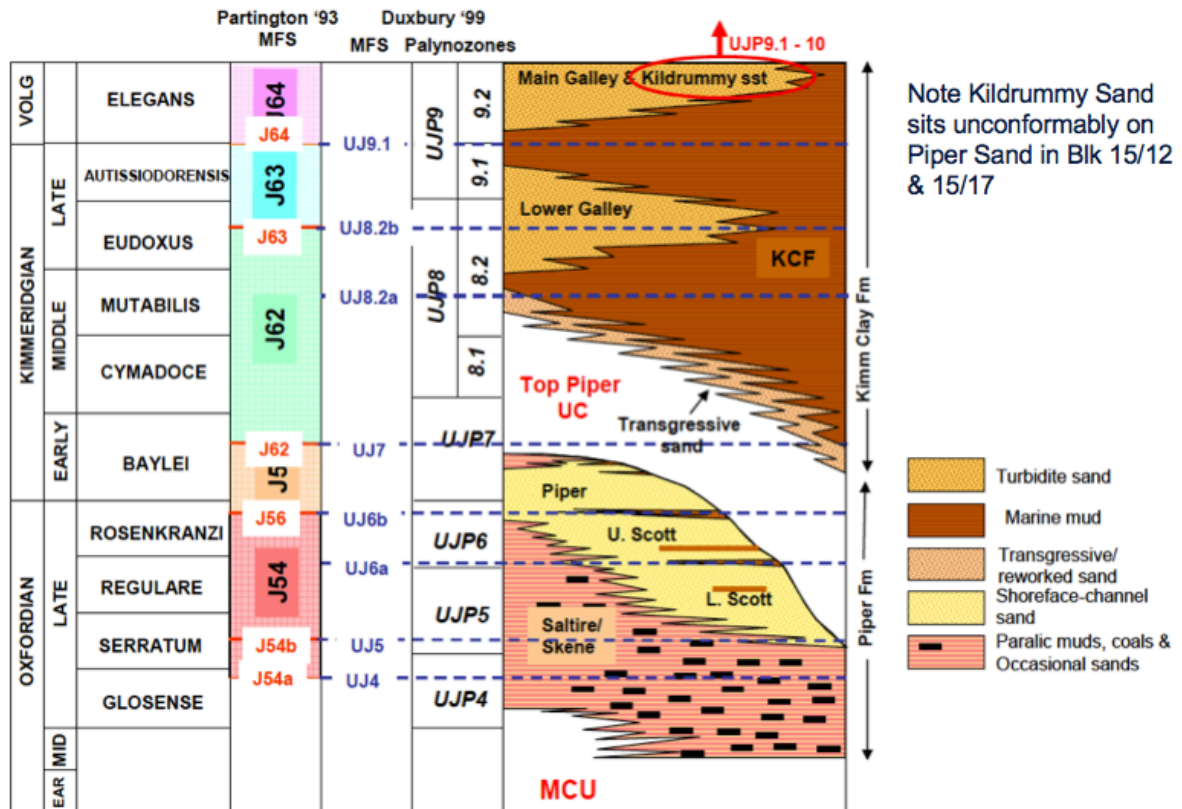 Partington ‘93
MFS
Duxbury ‘99
MFS Palynozones
UJP9.1 - 10
VOLG
ELEGANS
J64
J64
UJ9.1
UJP9
9.2
9.1
Main Galley & Kildrummy sst
Note Kildrummy Sand
sits unconformably on
Piper Sand in Blk 15/12
& 15/17
KIMMERIDGIAN
LATE
AUTISSIODORENSIS
J63
EUDOXUS
J63
UJ8.2b
Lower Galley
KCF
MIDDLE
MUTABILIS
J62
UJ8.2a
UJP8
8.2
8.1
CYMADOCE
Top Piper
UC
Transgressive
sand
Kimm Clay Fm
EARLY
BAYLEI
J62
J5
UJ7
UJP7
Piper
OXFORDIAN
LATE
ROSENKRANZI
J56
UJ6b
UJP6
U. Scott
REGULARE
J54
UJ6a
UJP5
L. Scott
SERRATUM
J54b
UJ5
Saltire/
Skene
GLOSENSE
J54a
UJ4
UJP4
Piper Fm
MID
EAR
MCU
Turbidite sand
Marine mud
Transgressive/
reworked sand
Shoreface-channel
sand
Paralic muds, coals &
Occasional sands